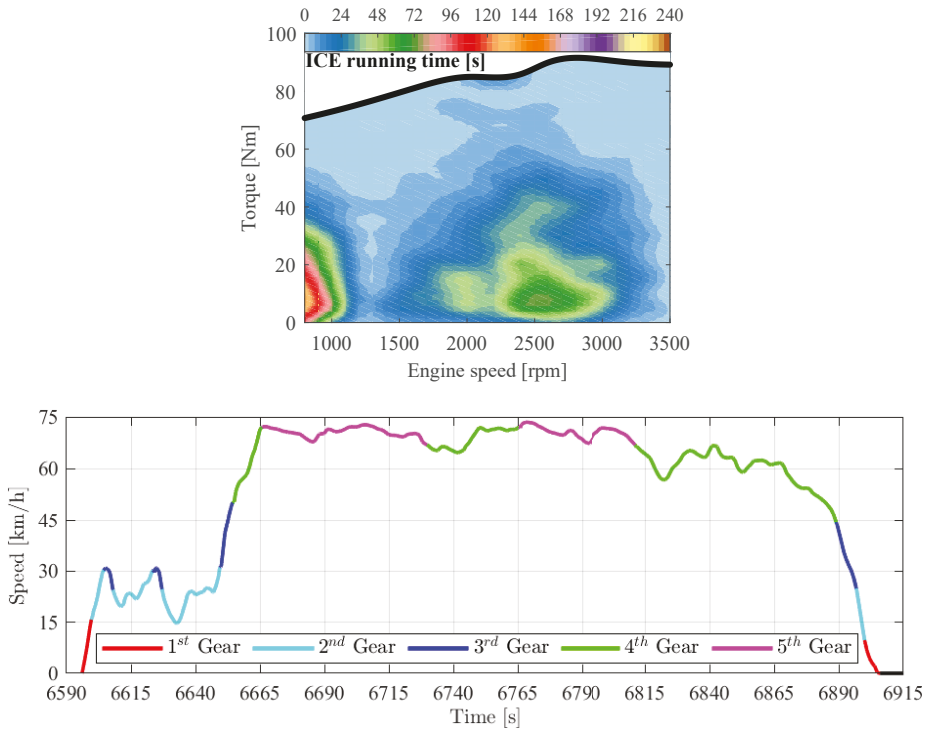 0 24 48 72 96 120 144 168 192 216 240
ICE running time [s]
100
80
60
40
20
0
Torque [Nm]
1000 1500 2000 2500 3000 3500
Engine speed [rpm]
75
60
45
30
15
0
Speed [km/h]
1st Gear 2nd Gear 3rd Gear 4th Gear 5th Gear
6590 6615 6640 6665 6690 6715 6740 6765 6790 6815 6840 6865 6890 6915
Time [s]